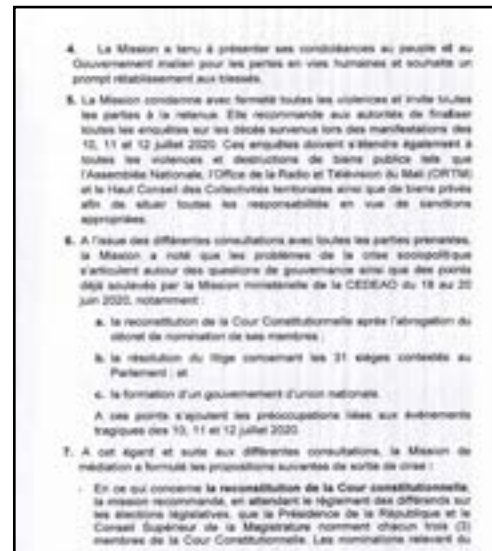 4. La Mission a tenu à présenter ses condoléances au peuple et au
Gouvernement malien pour les pertes en vies humaines et souhaite un
prompt rétablissement aux blessés.
5. La Mission condamne avec fermeté toutes les violences et invite toutes
les parties à la retenue. Elle recommande aux autorités de finaliser
toutes les enquêtes sur les décès survenus lors des manifestations des
10, 11 et 12 juillet 2020. Ces enquêtes doivent s'étendre également à
toutes les violences et destructions de biens publics tels que
l'Assemblée Nationale, l'Office de la Radio et Télévision du Mali (ORTM)
et le Haut Conseil des Collectivités territoriales ainsi que de biens privés
afin de situer toutes les responsabilités en vue de sanctions
appropriées.
6. A l'issue des différentes consultations avec toutes les parties prenantes,
la Mission a noté que les problèmes de la crise sociopolitique
s'articulent autour des questions de gouvernance ainsi que des points
déjà soulevés par la Mission ministérielle de la CEDEAO du 18 au 20
juin 2020, notamment :
a. la reconstitution de la Cour Constitutionnelle après l'abrogation du
décret de nomination de ses membres ;
b. la résolution du litige concernant les 31 sièges contestés au
Parlement ; et
c. la formation d'un gouvernement d'union nationale.
A ces points s'ajoutent les préoccupations liées aux évènements
tragiques des 10, 11 et 12 juillet 2020.
7. A cet égard et suite aux différentes consultations, la Mission de
médiation a formulé les propositions suivantes de sortie de crise :
- En ce qui concerne la reconstitution de la Cour constitutionnelle,
la mission recommande, en attendant le règlement des différends sur
les élections législatives, que la Présidence de la République et le
Conseil Supérieur de la Magistrature nomment chacun trois (3)
membres de la Cour Constitutionnelle. Les nominations relevant du